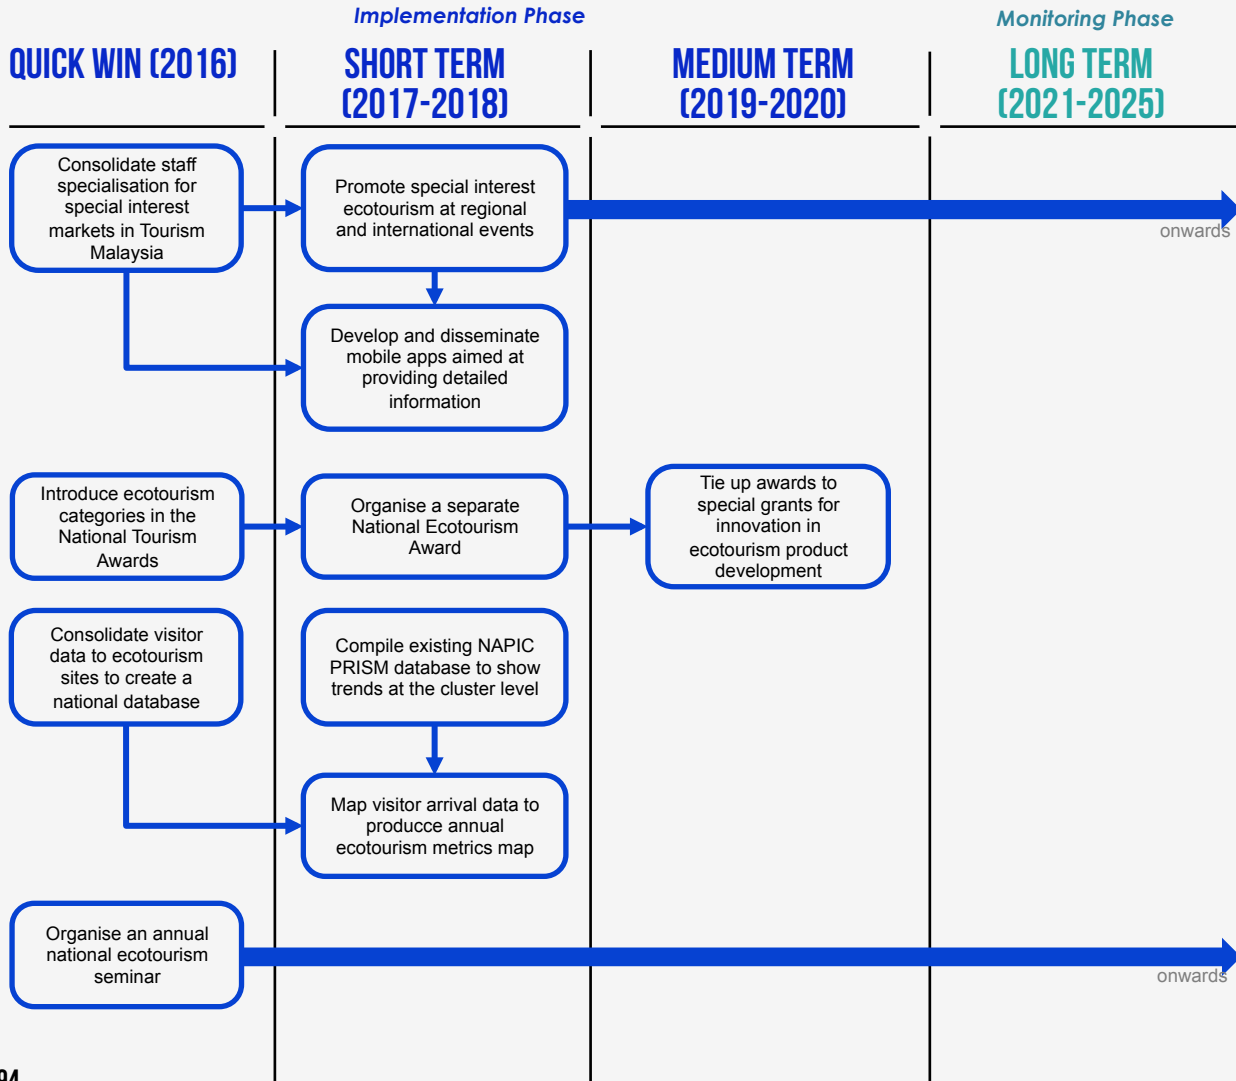 Implementation Phase
Monitoring Phase
QUICK WIN (2016)
SHORT TERM
(2017-2018)
MEDIUM TERM
(2019-2020)
LONG TERM
(2021-2025)
Consolidate staff
specialisation for
special interest
markets in Tourism
Malaysia
Promote special interest
ecotourism at regional
and international events
onwards
Develop and disseminate
mobile apps aimed at
providing detailed
information
Introduce ecotourism
categories in the
National Tourism
Awards
Organise a separate
National Ecotourism
Award
Tie up awards to
special grants for
innovation in
ecotourism product
development
Consolidate visitor
data to ecotourism
sites to create a
national database
Compile existing NAPIC
PRISM database to show
trends at the cluster level
Map visitor arrival data to
producce annual
ecotourism metrics map
Organise an annual
national ecotourism
seminar
onwards